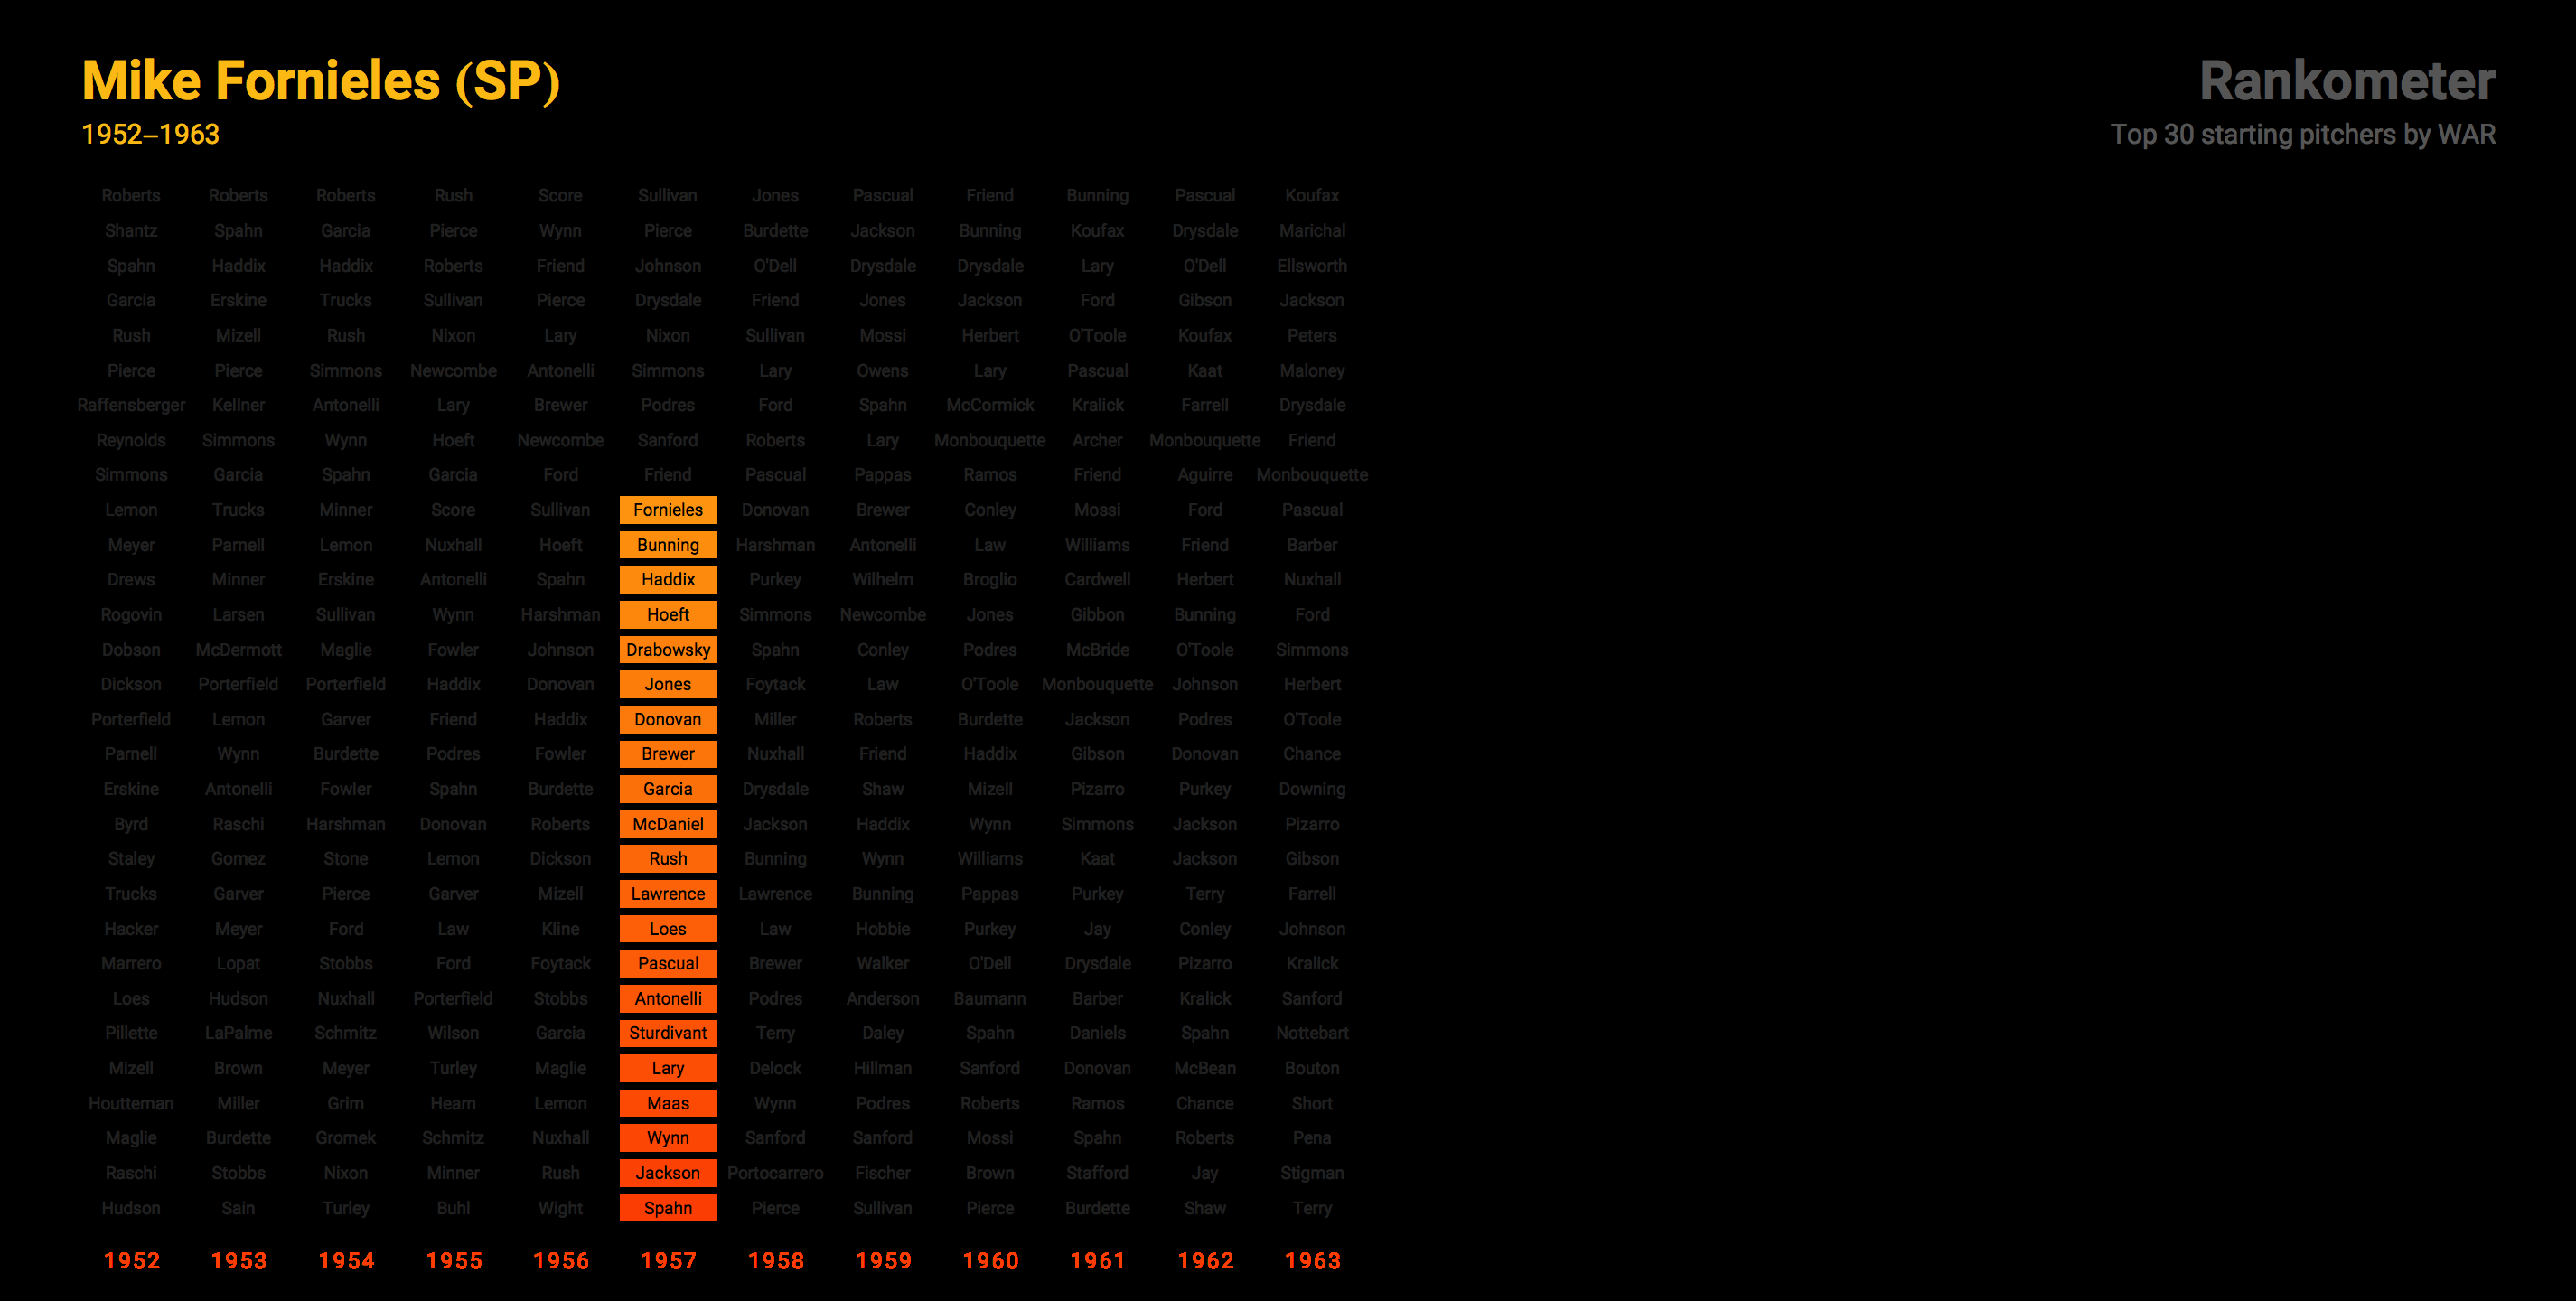 Mike Fornieles (SP)
Rankometer
1952–1963
Top 30 starting pitchers by WAR
Roberts Roberts Roberts Rush Score Sullivan Jones Pascual Friend Bunning Pascual Koufax
Shantz Spahn Garcia Pierce Wynn Pierce Burdette Jackson Bunning Koufax Drysdale Marichal
Spahn Haddix Haddix Roberts Friend Johnson O'Dell Drysdale Drysdale Lary O'Dell Ellsworth
Garcia Erskine Trucks Sullivan Pierce Drysdale Friend Jones Jackson Ford Gibson Jackson
Rush Mizell Rush Nixon Lary Nixon Sullivan Mossi Herbert O'Toole Koufax Peters
Pierce Pierce Simmons Newcombe Antonelli Simmons Lary Owens Lary Pascual Kaat Maloney
Raffensberger Kellner Antonelli Lary Brewer Podres Ford Spahn McCormick Kralick Farrell Drysdale
Reynolds Simmons Wynn Hoeft Newcombe Sanford Roberts Lary Monbouquette Archer Monbouquette Friend
Simmons Garcia Spahn Garcia Ford Friend Pascual Pappas Ramos Friend Aguirre Monbouquette
Lemon Trucks Minner Score Sullivan Fornieles Donovan Brewer Conley Mossi Ford Pascual
Meyer Parnell Lemon Nuxhall Hoeft Bunning Harshman Antonelli Law Williams Friend Barber
Drews Minner Erskine Antonelli Spahn Haddix Purkey Wilhelm Broglio Cardwell Herbert Nuxhall
Rogovin Larsen Sullivan Wynn Harshman Hoeft Simmons Newcombe Jones Gibbon Bunning Ford
Dobson McDermott Maglie Fowler Johnson Drabowsky Spahn Conley Podres McBride O'Toole Simmons
Dickson Porterfield Porterfield Haddix Donovan Jones Foytack Law O'Toole Monbouquette Johnson Herbert
Porterfield Lemon Garver Friend Haddix Donovan Miller Roberts Burdette Jackson Podres O'Toole
Parnell Wynn Burdette Podres Fowler Brewer Nuxhall Friend Haddix Gibson Donovan Chance
Erskine Antonelli Fowler Spahn Burdette Garcia Drysdale Shaw Mizell Pizarro Purkey Downing
Byrd Raschi Harshman Donovan Roberts McDaniel Jackson Haddix Wynn Simmons Jackson Pizarro
Staley Gomez Stone Lemon Dickson Rush Bunning Wynn Williams Kaat Jackson Gibson
Trucks Garver Pierce Garver Mizell Lawrence Lawrence Bunning Pappas Purkey Terry Farrell
Hacker Meyer Ford Law Kline Loes Law Hobbie Purkey Jay Conley Johnson
Marrero Lopat Stobbs Ford Foytack Pascual Brewer Walker O'Dell Drysdale Pizarro Kralick
Loes Hudson Nuxhall Porterfield Stobbs Antonelli Podres Anderson Baumann Barber Kralick Sanford
Pillette LaPalme Schmitz Wilson Garcia Sturdivant Terry Daley Spahn Daniels Spahn Nottebart
Mizell Brown Meyer Turley Maglie Lary Delock Hillman Sanford Donovan McBean Bouton
Houtteman Miller Grim Hearn Lemon Maas Wynn Podres Roberts Ramos Chance Short
Maglie Burdette Gromek Schmitz Nuxhall Wynn Sanford Sanford Mossi Spahn Roberts Pena
Raschi Stobbs Nixon Minner Rush Jackson Portocarrero Fischer Brown Stafford Jay Stigman
Hudson Sain Turley Buhl Wight Spahn Pierce Sullivan Pierce Burdette Shaw Terry
1952 1953 1954 1955 1956 1957 1958 1959 1960 1961 1962 1963